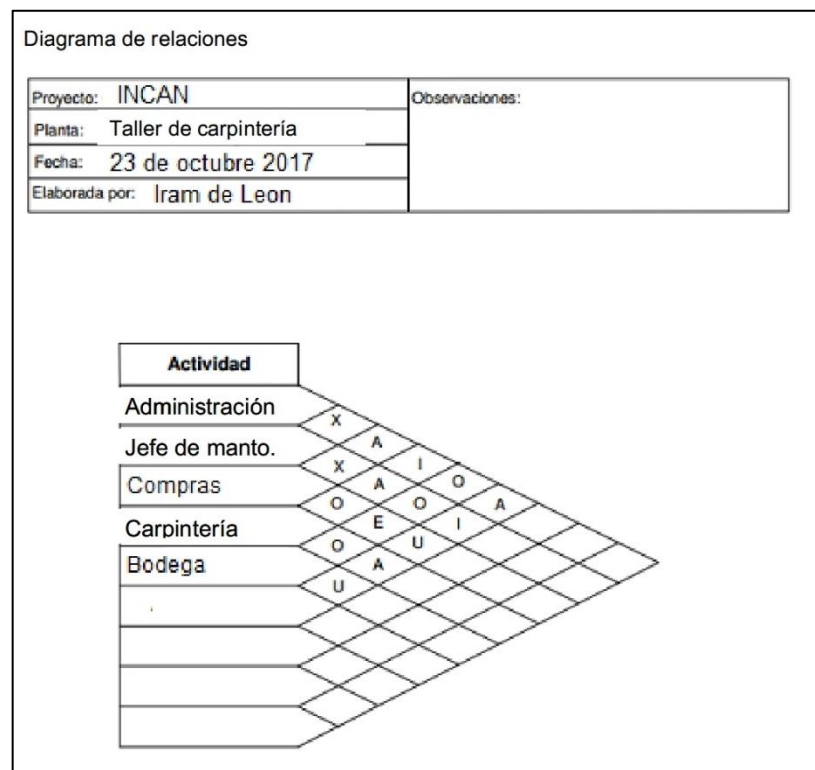 Diagrama de relaciones
Proyecto: INCAN
Observaciones:
Planta: Taller de carpintería
Fecha: 23 de octubre 2017
Elaborada por: Iram de Leon
Actividad
Administración
X
A
Jefe de manto.
X
A
I
O
Compras
O
E
O
I
A
Carpintería
O
A
U
Bodega
U